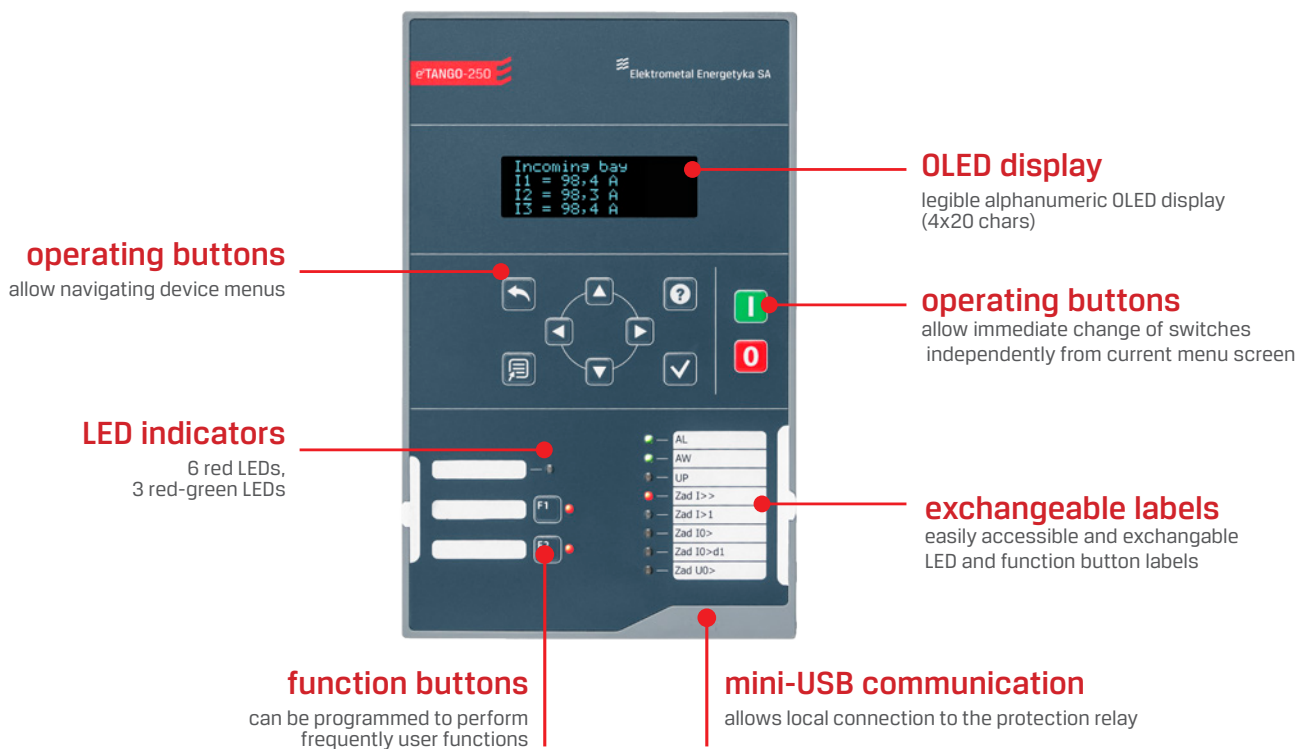 e²TANGO-250
Elektrometal Energetyka SA
Incoming bay
I1 = 98,4 A
I2 = 98,3 A
I3 = 98,4 A
OLED display
legible alphanumeric OLED display
(4x20 chars)
operating buttons
allow navigating device menus
?
I
0
operating buttons
allow immediate change of switches
independently from current menu screen
LED indicators
6 red LEDs,
3 red-green LEDs
AL
AW
UP
Zad I>>
Zad I>1
Zad I0>
Zad I0>d1
Zad U0>
F1
F2
exchangeable labels
easily accessible and exchangable
LED and function button labels
function buttons
can be programmed to perform
frequently user functions
mini-USB communication
allows local connection to the protection relay